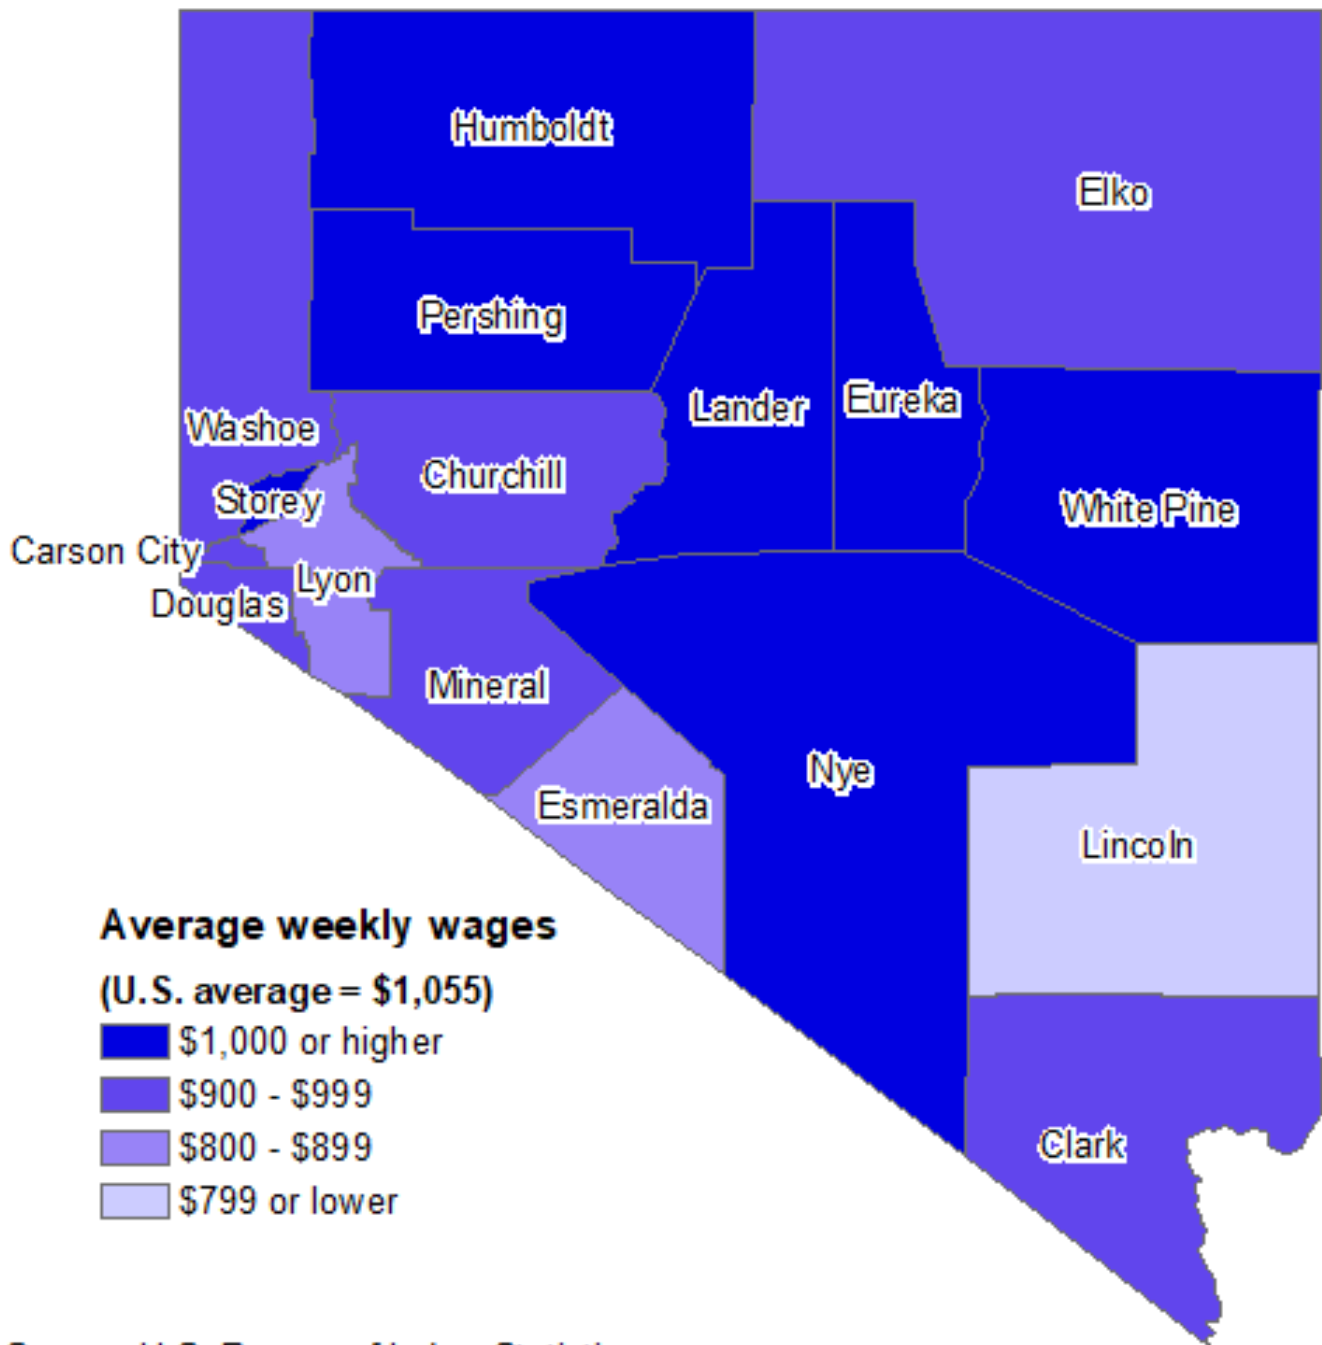 Humboldt
Elko
Pershing
Lander
Eureka
Washoe
Churchill
Storey
White Pine
Carson City
Lyon
Douglas
Mineral
Nye
Esmeralda
Lincoln
Average weekly wages
(U.S. average = $1,055)
$1,000 or higher
$900 - $999
$800 - $899
$799 or lower
Clark